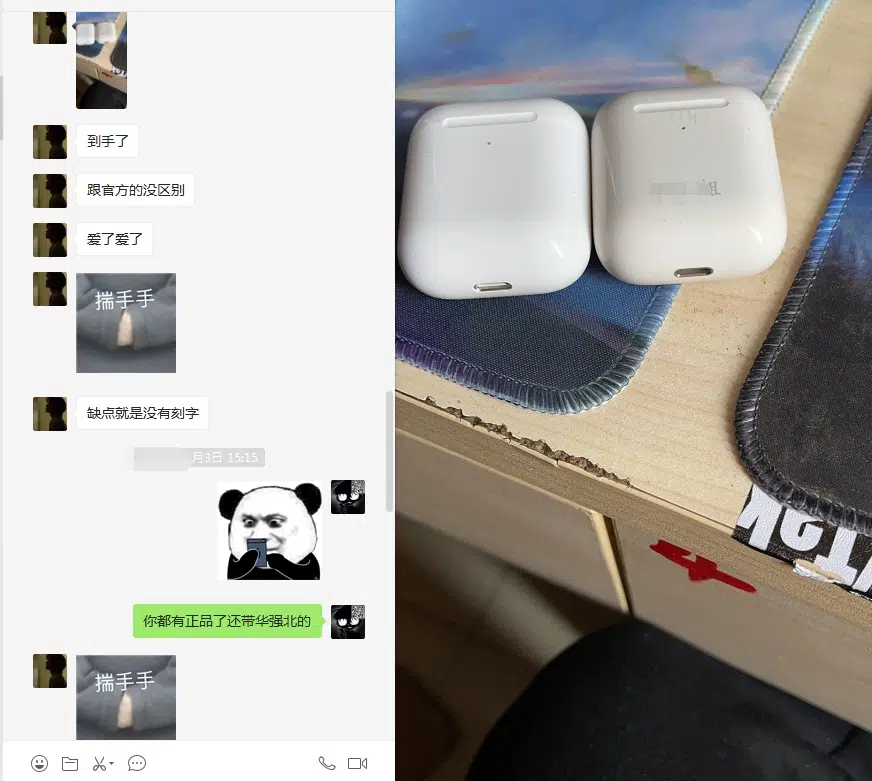 到手了
跟官方的没区别
爱了爱了
揣手手
缺点就是没有刻字
月3日 15:15
你都有正品了还带华强北的
揣手手
4